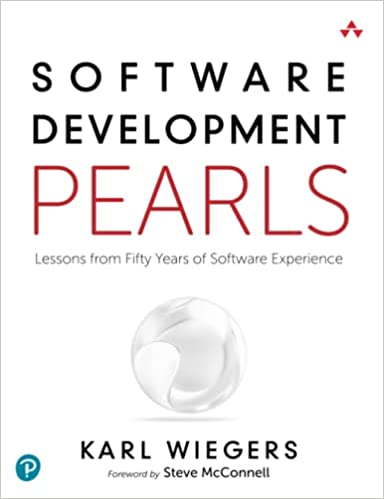 SOFTWARE
DEVELOPMENT
PEARLS
Lessons from Fifty Years of Software Experience
KARL WIEGERS
Foreword by Steve McConnell
P